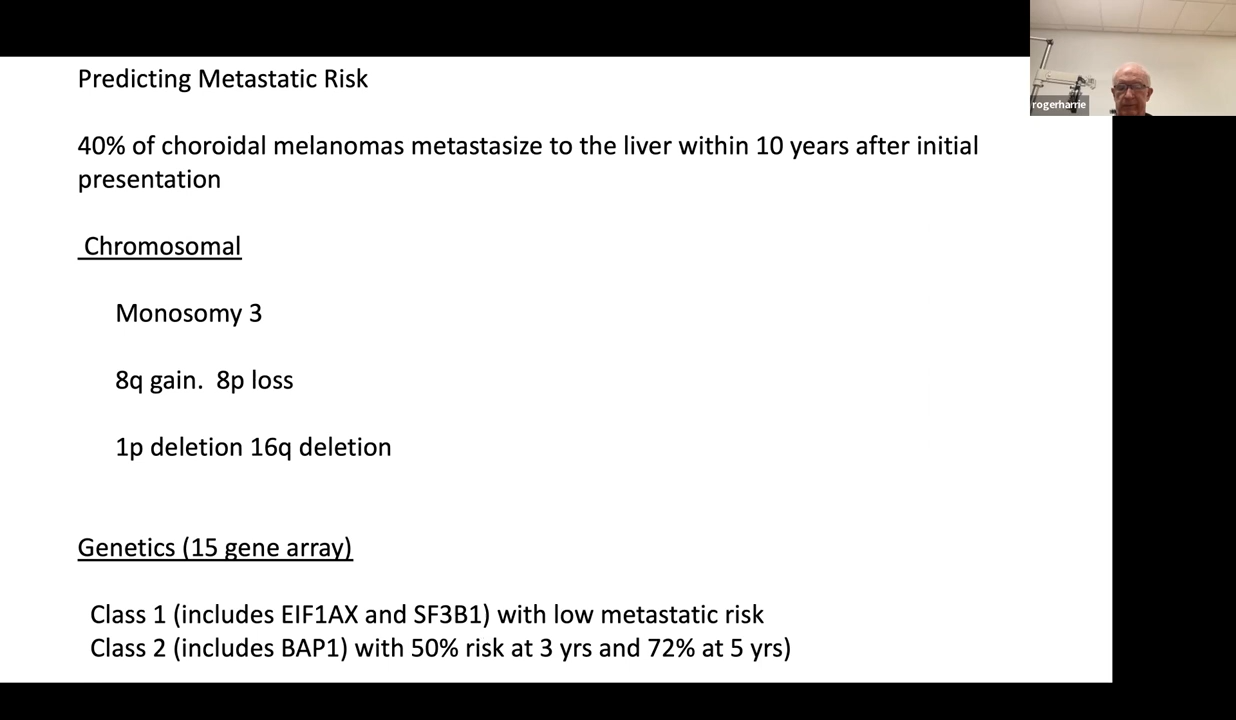 Predicting Metastatic Risk
rogerharrie
40% of choroidal melanomas metastasize to the liver within 10 years after initial
presentation
Chromosomal
Monosomy 3
8q gain.  8p loss
1p deletion 16q deletion
Genetics (15 gene array)
Class 1 (includes EIF1AX and SF3B1) with low metastatic risk
Class 2 (includes BAP1) with 50% risk at 3 yrs and 72% at 5 yrs)